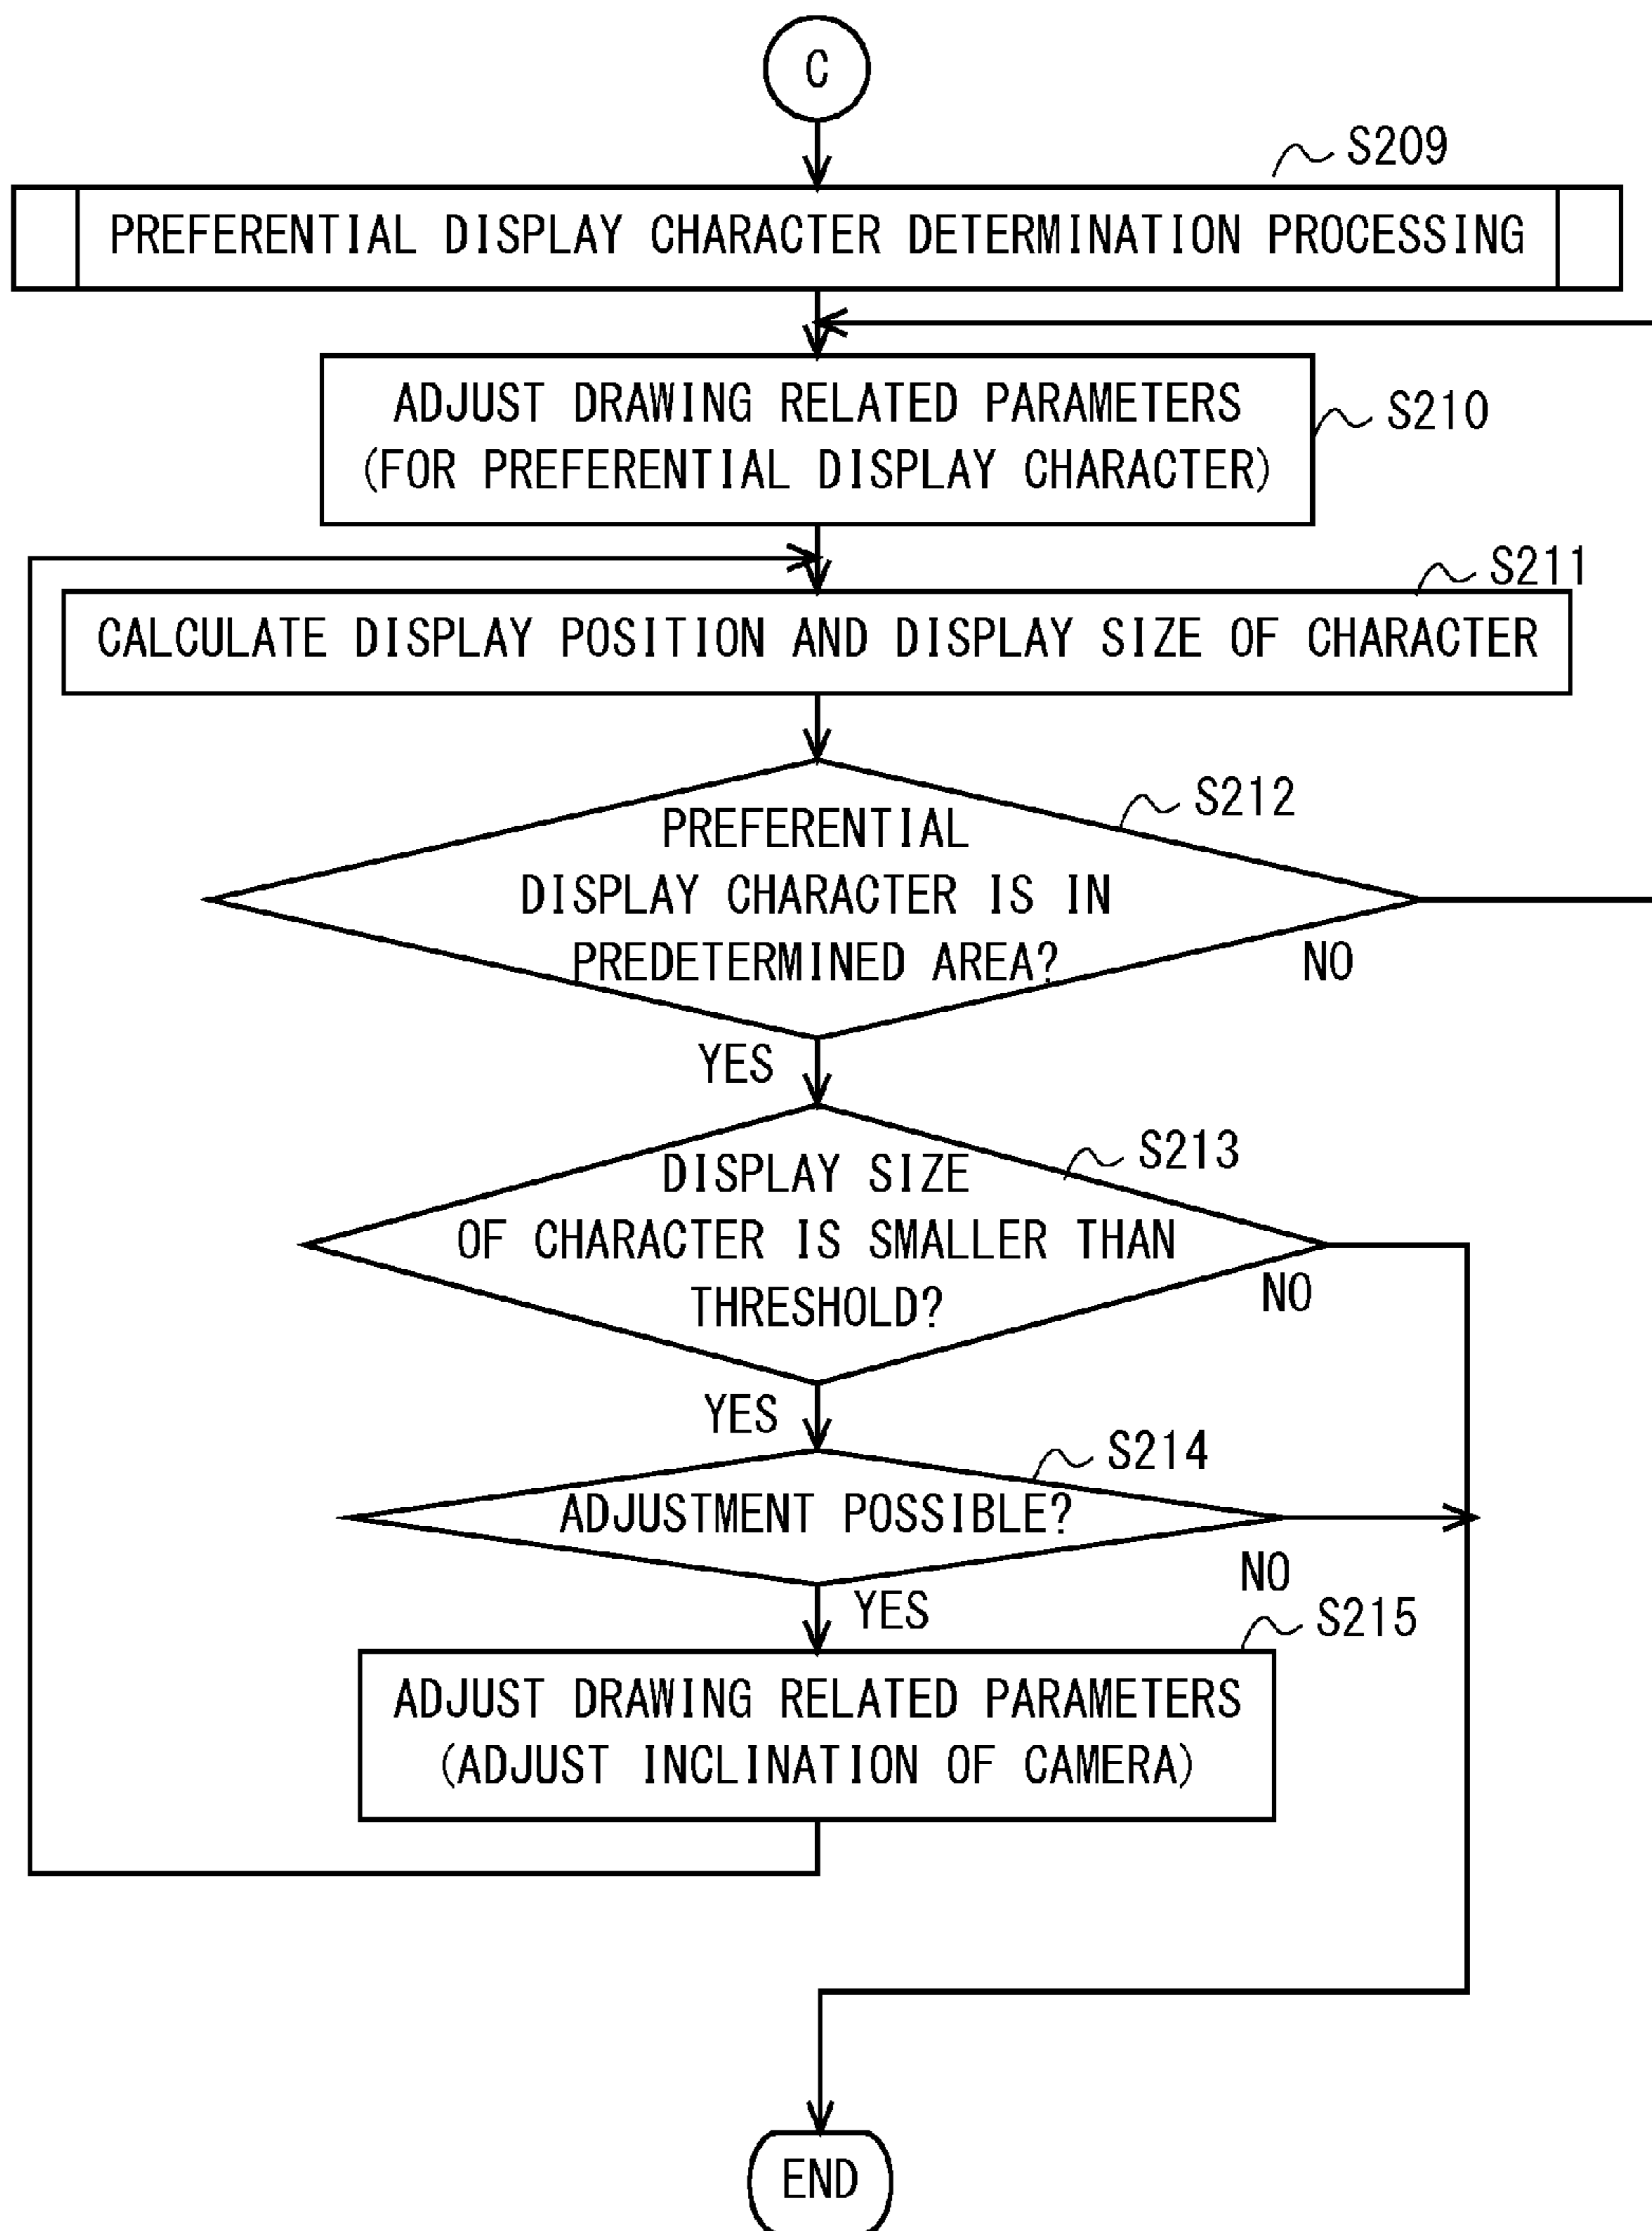 C
S209
PREFERENTIAL DISPLAY CHARACTER DETERMINATION PROCESSING
ADJUST DRAWING RELATED PARAMETERS
(FOR PREFERENTIAL DISPLAY CHARACTER)
S210
S211
CALCULATE DISPLAY POSITION AND DISPLAY SIZE OF CHARACTER
S212
PREFERENTIAL
DISPLAY CHARACTER IS IN
PREDETERMINED AREA?
NO
YES
S213
DISPLAY SIZE
OF CHARACTER IS SMALLER THAN
THRESHOLD?
NO
YES
S214
ADJUSTMENT POSSIBLE?
NO
YES
S215
ADJUST DRAWING RELATED PARAMETERS
(ADJUST INCLINATION OF CAMERA)
END